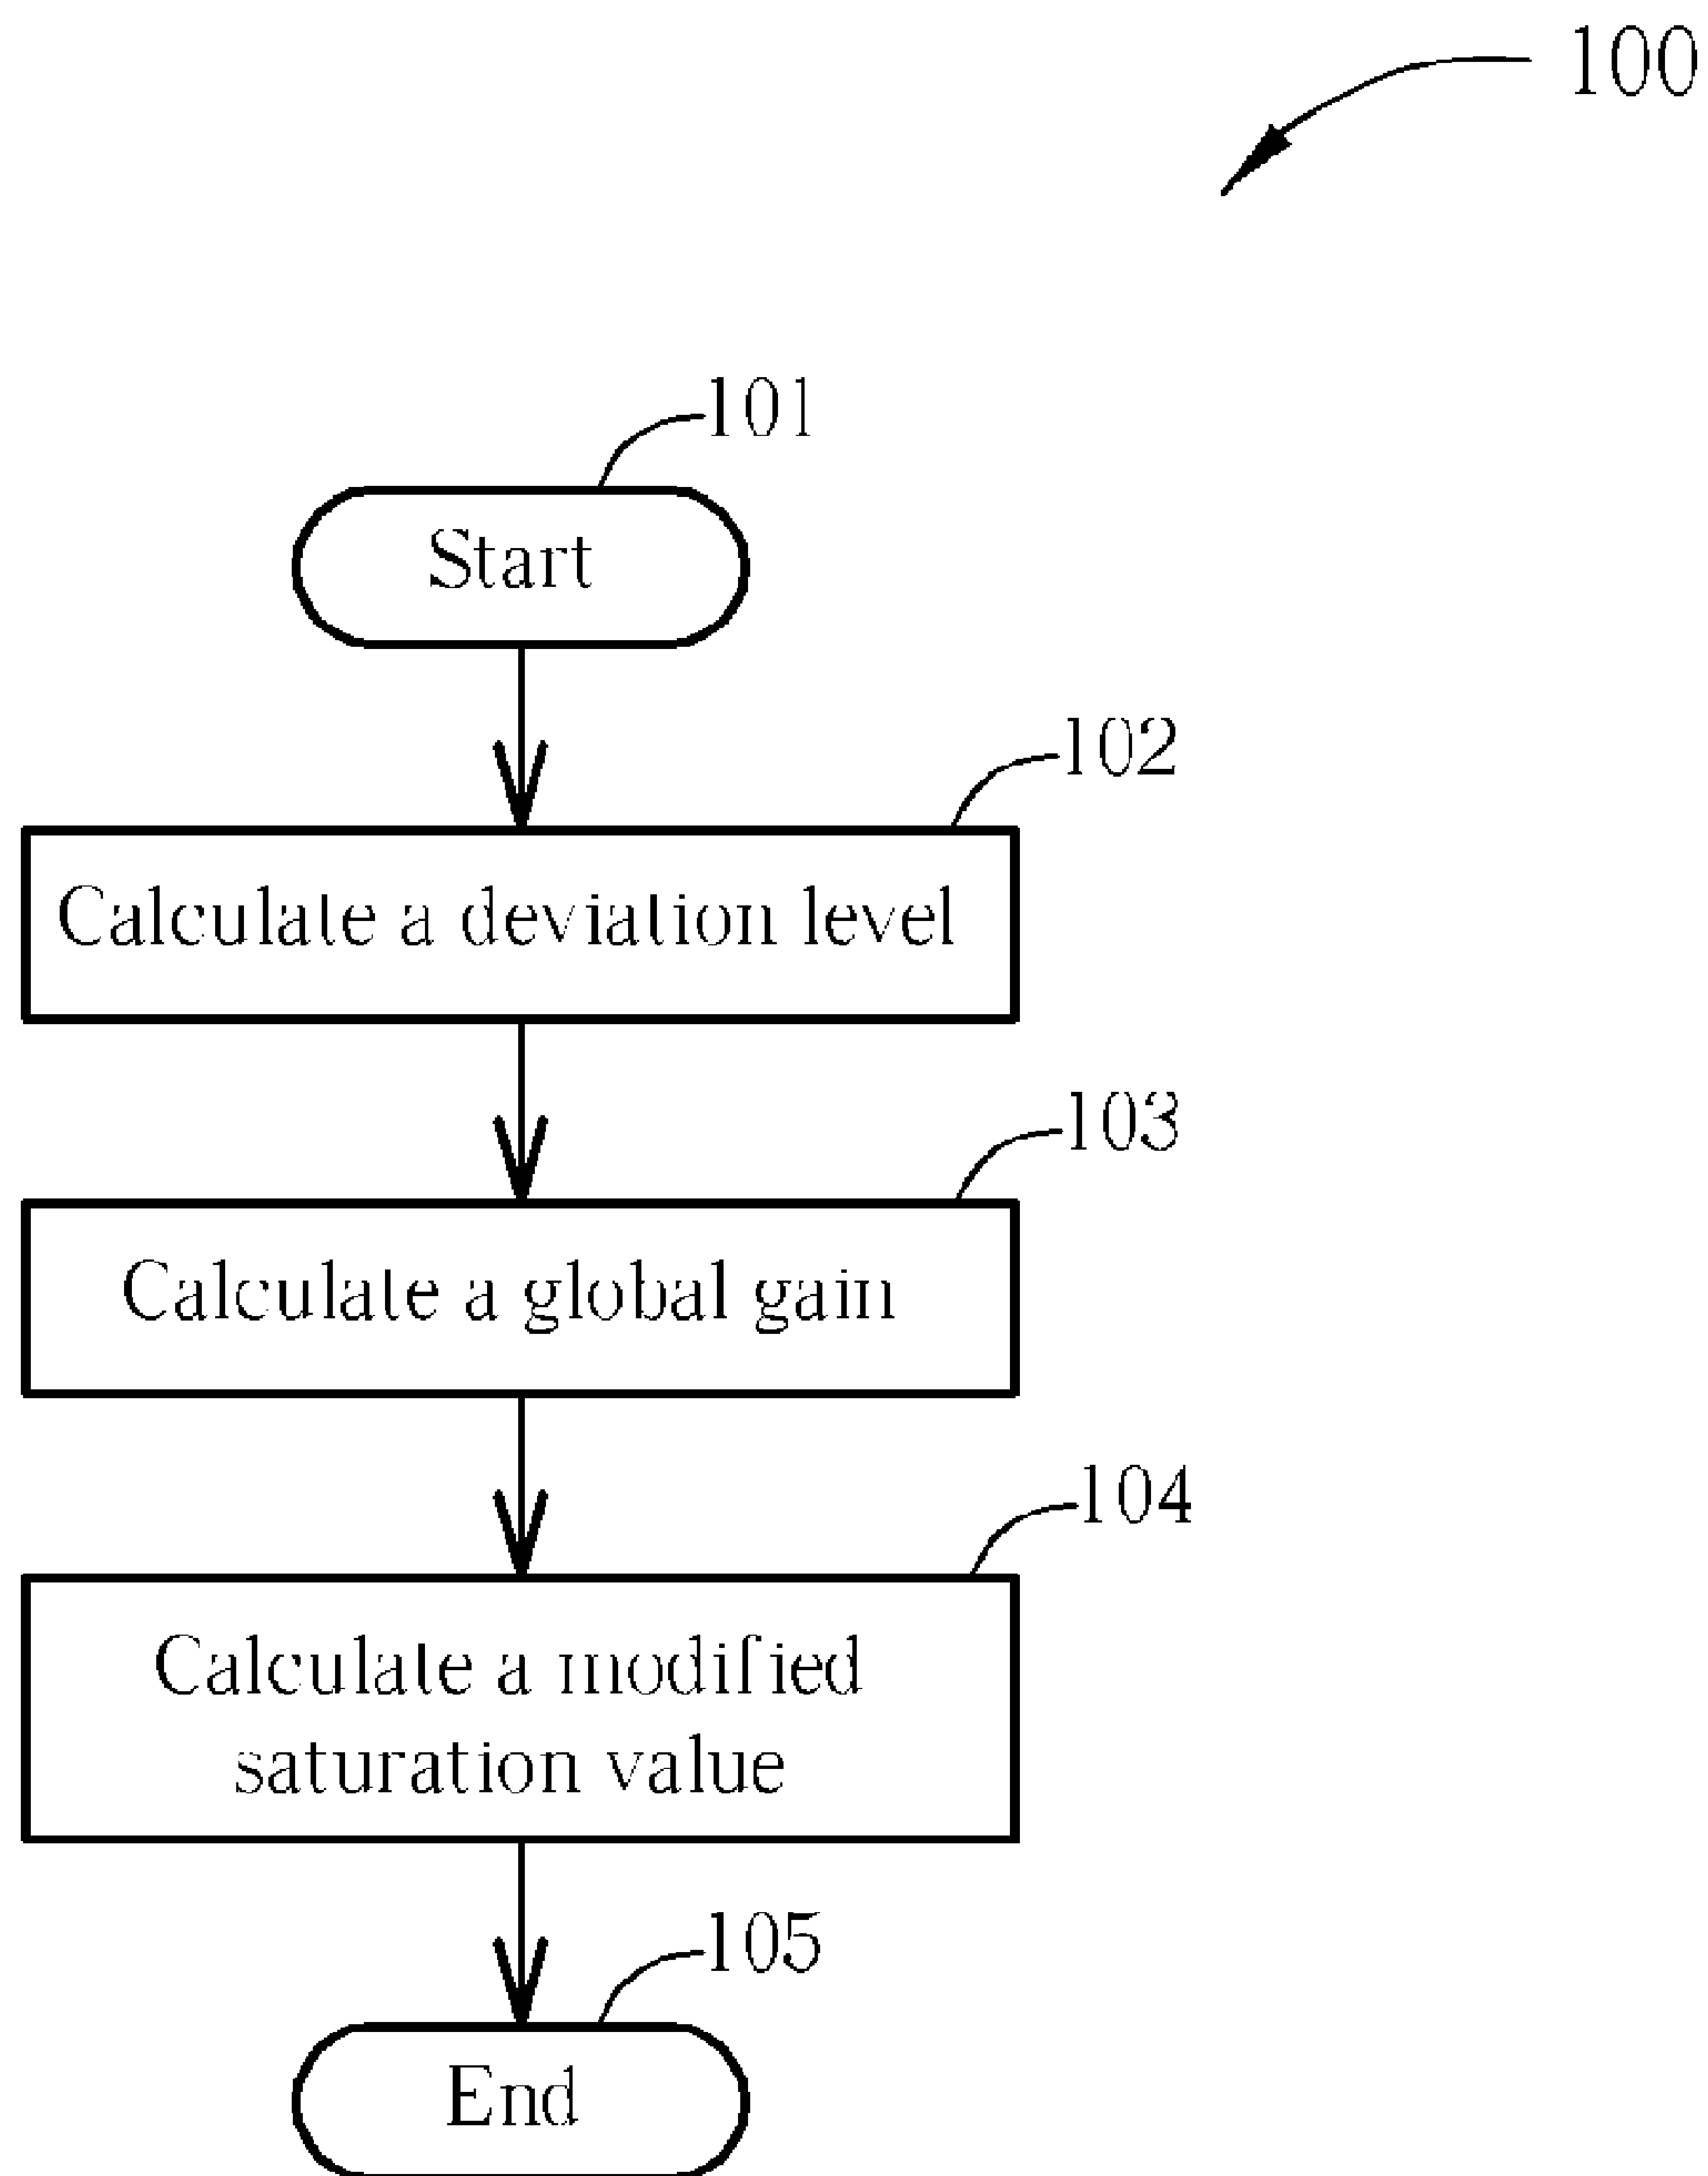 100
101
Start
102
Calculate a deviation level
103
Calculate a global gain
104
Calculate a modified
saturation value
105
End